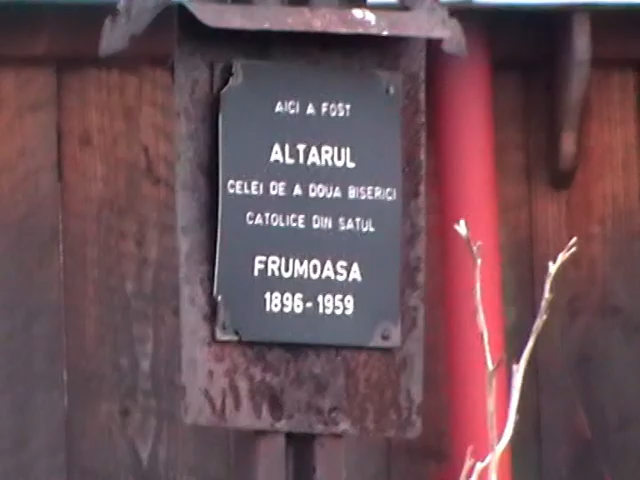 AICI A FOST
ALTARUL
CELEI DE A DOUA BISERICI
CATOLICE DIN SATUL
FRUMOASA
1896-1959